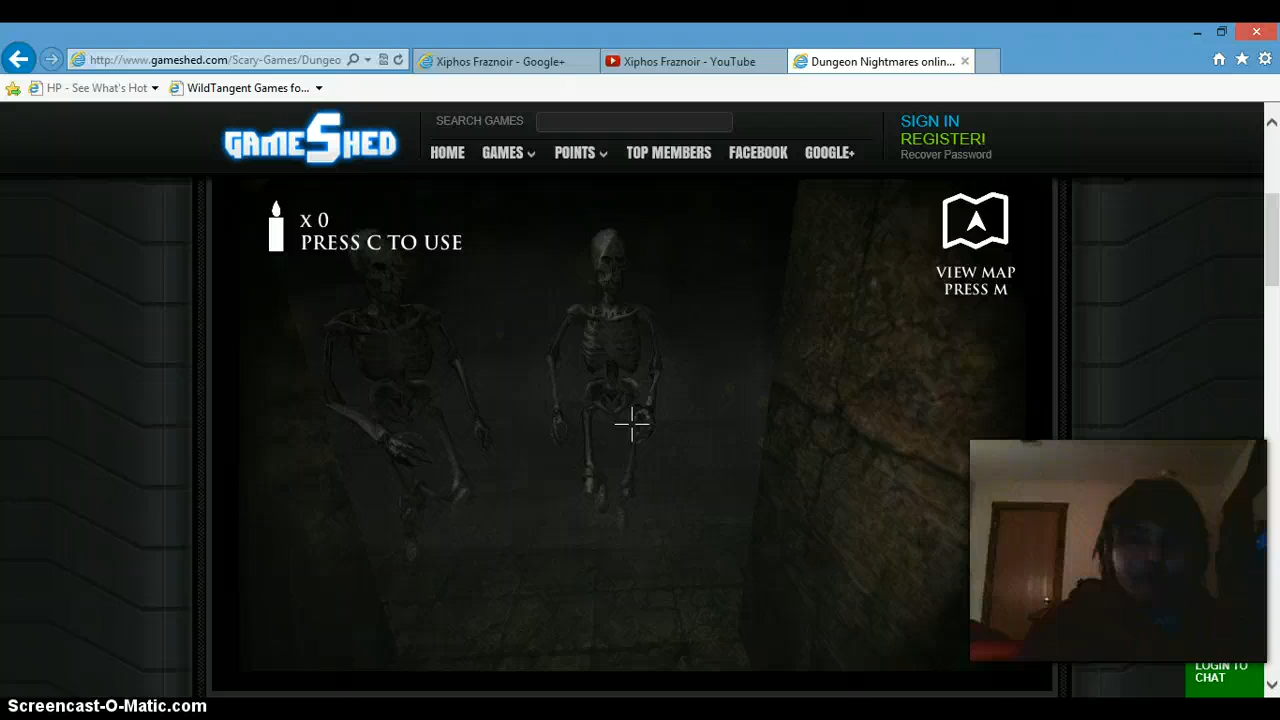 http://www.gameshed.com/Scary-Games/Dungeo
Xiphos Fraznoir - Google+
Xiphos Fraznoir - YouTube
Dungeon Nightmares onlin...
HP - See What's Hot
WildTangent Games fo...
GAMESHED
SEARCH GAMES
SIGN IN
REGISTER!
Recover Password
HOME
GAMES
POINTS
TOP MEMBERS
FACEBOOK
GOOGLE+
x 0
PRESS C TO USE
VIEW MAP
PRESS M
LOGIN TO
CHAT
Screencast-O-Matic.com